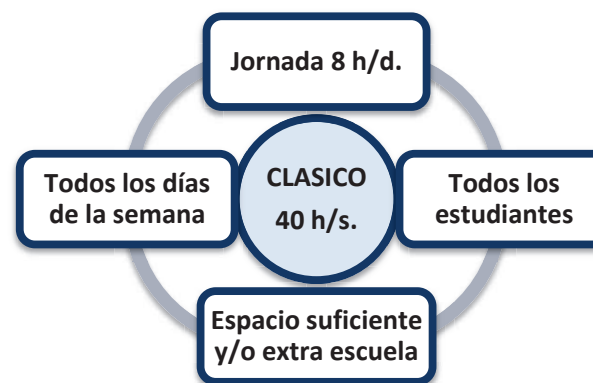 Jornada 8 h/d.
Todos los días
de la semana
CLASICO
40 h/s.
Todos los
estudiantes
Espacio suficiente
y/o extra escuela